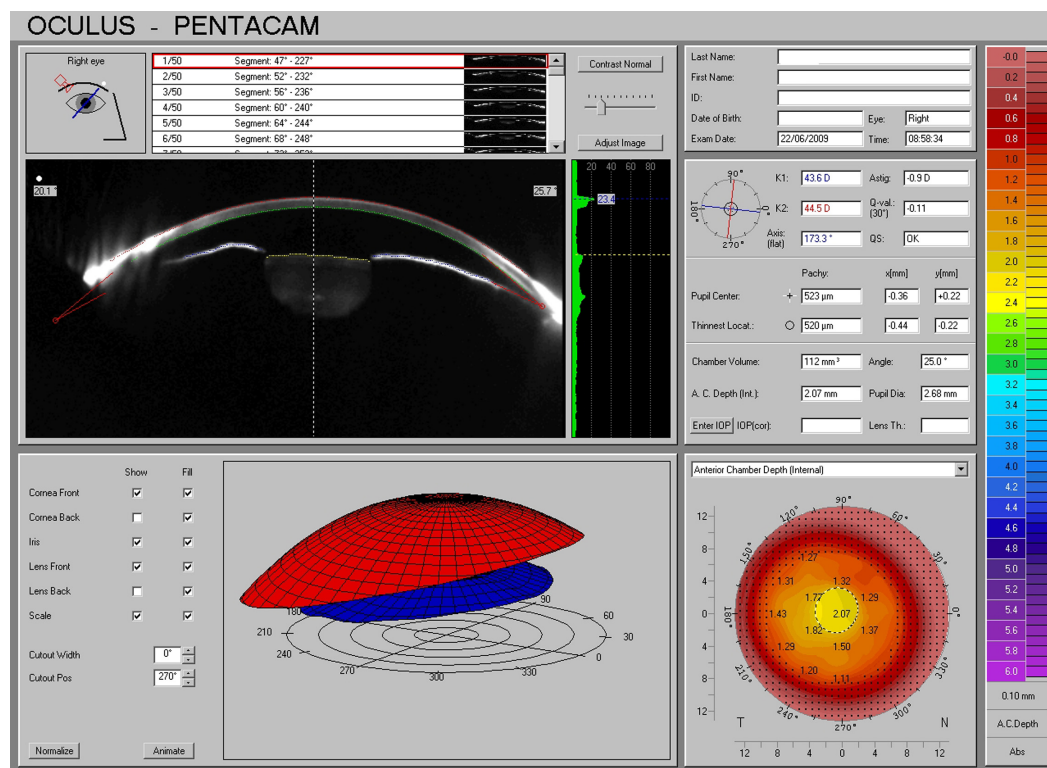 OCULUS - PENTACAM
Right eye
1/50 Segment: 47° - 227°
2/50 Segment: 52° - 232°
3/50 Segment: 56° - 236°
4/50 Segment: 60° - 240°
5/50 Segment: 64° - 244°
6/50 Segment: 68° - 248°
Contrast Normal
Adjust Image
20.1 °
25.7 °
20 40 60 80
23.4
Last Name:
First Name:
ID:
Date of Birth: Eye: Right
Exam Date: 22/06/2009 Time: 08:58:34
90°
180°
0°
270°
K1: 43.6 D Astig: -0.9 D
K2: 44.5 D Q-val.: (30°) -0.11
Axis: (flat) 173.3 ° QS: OK
Pachy: x[mm] y[mm]
Pupil Center: + 523 µm -0.36 +0.22
Thinnest Locat.: O 520 µm -0.44 -0.22
Chamber Volume: 112 mm³ Angle: 25.0 °
A. C. Depth (Int.): 2.07 mm Pupil Dia: 2.68 mm
Enter IOP IOP(cor): Lens Th.:
Show Fill
Cornea Front
Cornea Back
Iris
Lens Front
Lens Back
Scale
Cutout Width 0°
Cutout Pos 270°
Normalize Animate
180
90
210
60
30
240
0
270
300
330
Anterior Chamber Depth (Internal)
90°
120°
60°
150°
30°
180°
0°
210°
330°
240°
300°
270°
12
8
4
0
4
8
12
1.27
1.31 1.32
1.77 1.29
1.43 2.07
1.82 1.37
1.29 1.50
1.20 1.11
T N
12 8 4 0 4 8 12
-0.0
0.2
0.4
0.6
0.8
1.0
1.2
1.4
1.6
1.8
2.0
2.2
2.4
2.6
2.8
3.0
3.2
3.4
3.6
3.8
4.0
4.2
4.4
4.6
4.8
5.0
5.2
5.4
5.6
5.8
6.0
0.10 mm
A.C.Depth
Abs